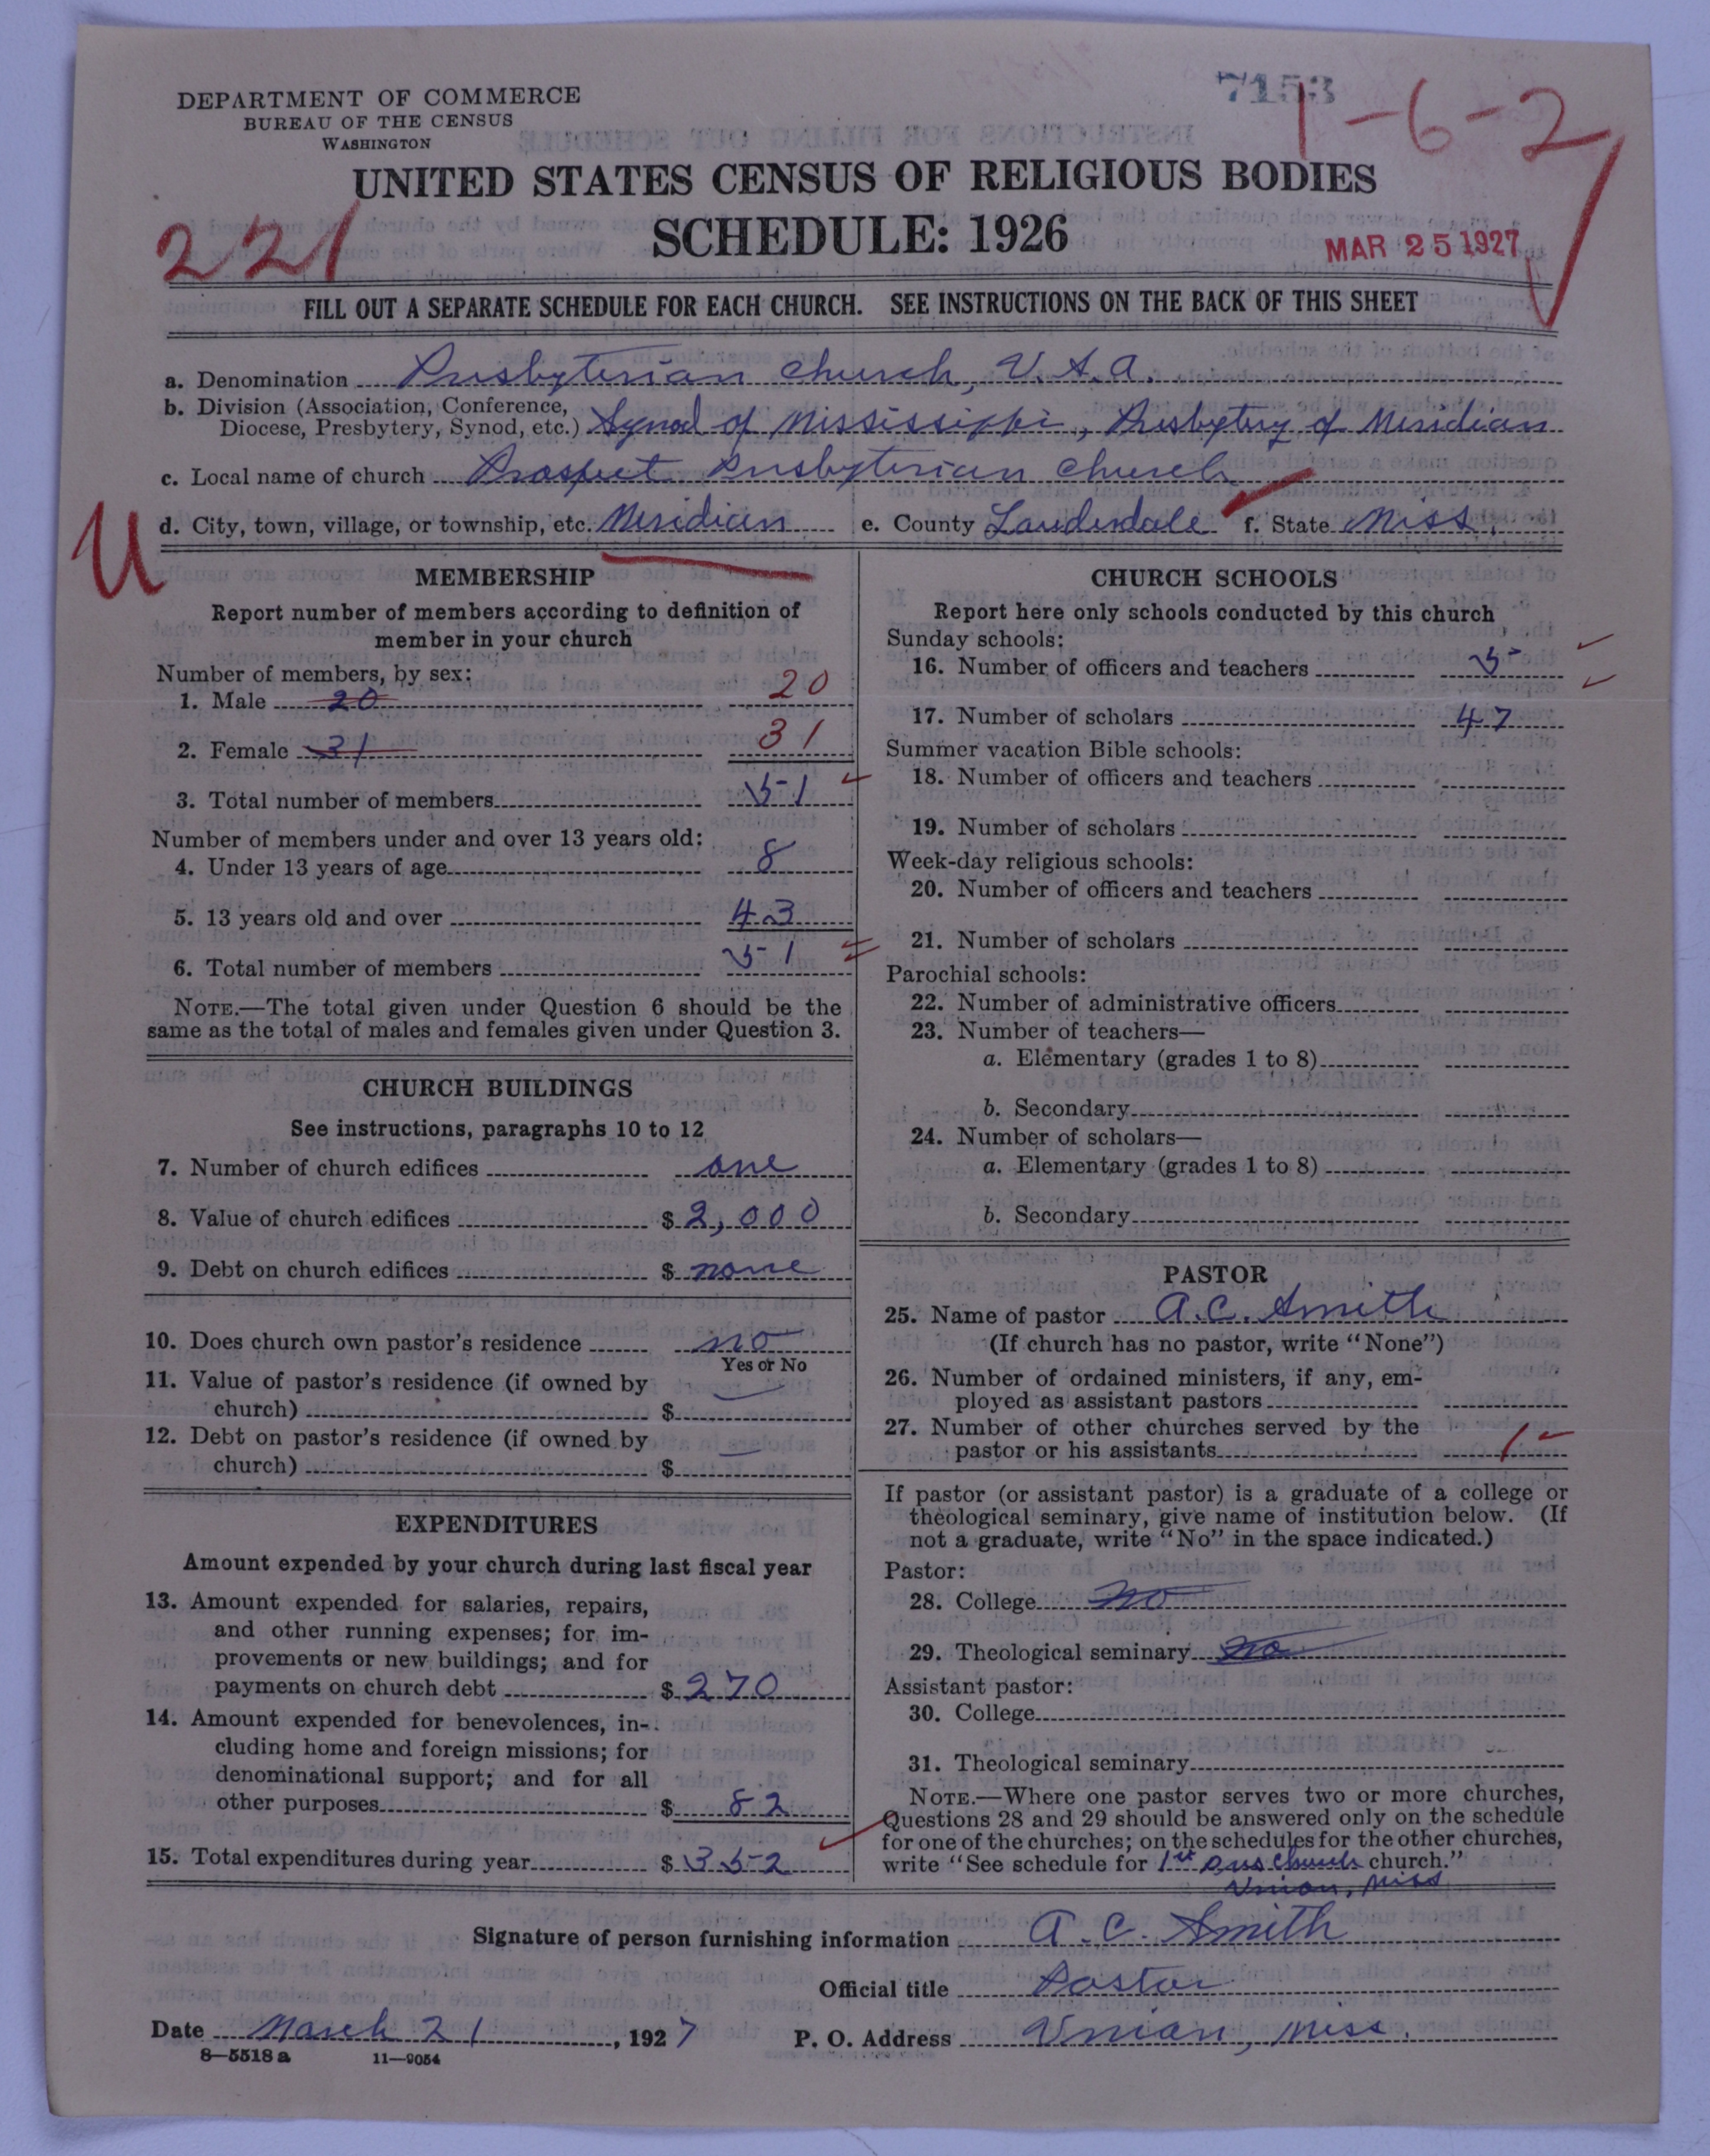 DEPARTMENT OF COMMERCE
BUREAU OF THE CENSUS
WASHINGTON
7153
1-6-2
UNITED STATES CENSUS OF RELIGIOUS BODIES
SCHEDULE: 1926
221
MAR 25 1927
FILL OUT A SEPARATE SCHEDULE FOR EACH CHURCH. SEE INSTRUCTIONS ON THE BACK OF THIS SHEET
a. Denomination Presbyterian Church, U.S.A.
b. Division (Association, Conference,
Diocese, Presbytery, Synod, etc.) Synod of Mississippi, Presbytery of Meridian
c. Local name of church Prospect Presbyterian Church
U
d. City, town, village, or township, etc. Meridian e. County Lauderdale f. State Miss.
MEMBERSHIP
Report number of members according to definition of
member in your church
Number of members, by sex:
1. Male 20 20
2. Female 31 31
3. Total number of members 51
Number of members under and over 13 years old:
4. Under 13 years of age 8
5. 13 years old and over 43
6. Total number of members 51
NOTE.—The total given under Question 6 should be the
same as the total of males and females given under Question 3.
CHURCH BUILDINGS
See instructions, paragraphs 10 to 12
7. Number of church edifices one
8. Value of church edifices $ 2,000
9. Debt on church edifices $ none
10. Does church own pastor's residence no
Yes or No
11. Value of pastor's residence (if owned by
church) $ —
12. Debt on pastor's residence (if owned by
church) $ —
EXPENDITURES
Amount expended by your church during last fiscal year
13. Amount expended for salaries, repairs,
and other running expenses; for im-
provements or new buildings; and for
payments on church debt $ 270
14. Amount expended for benevolences, in-
cluding home and foreign missions; for
denominational support; and for all
other purposes $ 82
15. Total expenditures during year $ 352
CHURCH SCHOOLS
Report here only schools conducted by this church
Sunday schools:
16. Number of officers and teachers 5
17. Number of scholars 47
Summer vacation Bible schools:
18. Number of officers and teachers
19. Number of scholars
Week-day religious schools:
20. Number of officers and teachers
21. Number of scholars
Parochial schools:
22. Number of administrative officers
23. Number of teachers—
a. Elementary (grades 1 to 8)
b. Secondary
24. Number of scholars—
a. Elementary (grades 1 to 8)
b. Secondary
PASTOR
25. Name of pastor A.C. Smith
(If church has no pastor, write "None")
26. Number of ordained ministers, if any, em-
ployed as assistant pastors
27. Number of other churches served by the
pastor or his assistants 1
If pastor (or assistant pastor) is a graduate of a college or
theological seminary, give name of institution below. (If
not a graduate, write "No" in the space indicated.)
Pastor:
28. College no
29. Theological seminary no
Assistant pastor:
30. College
31. Theological seminary
NOTE.—Where one pastor serves two or more churches,
Questions 28 and 29 should be answered only on the schedule
for one of the churches; on the schedules for the other churches,
write "See schedule for 1st Pres Church church."
Union, Miss
Signature of person furnishing information A. C. Smith
Official title Pastor
Date March 21, 1927 P. O. Address Union, Miss.
8—5518 a 11—9054